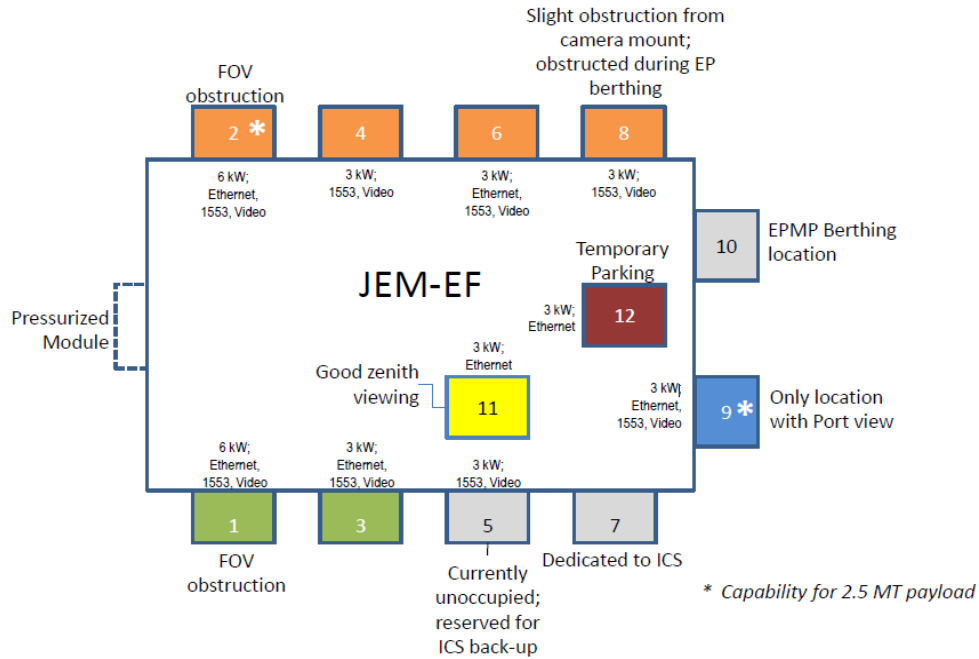 Slight obstruction from
camera mount;
obstructed during EP
berthing
FOV
obstruction
2 *
4
6
8
6 kW;
Ethernet,
1553, Video
3 kW;
1553, Video
3 kW;
Ethernet,
1553, Video
3 kW;
1553, Video
10
EPMP Berthing
location
Temporary
Parking
JEM-EF
3 kW;
Ethernet
12
Pressurized
Module
3 kW;
Ethernet
Good zenith
viewing
11
3 kW;
Ethernet,
1553, Video
9 *
Only location
with Port view
6 kW;
Ethernet,
1553, Video
3 kW;
Ethernet,
1553, Video
3 kW;
1553, Video
1
3
5
7
FOV
obstruction
Currently
unoccupied;
reserved for
ICS back-up
Dedicated to ICS
* Capability for 2.5 MT payload